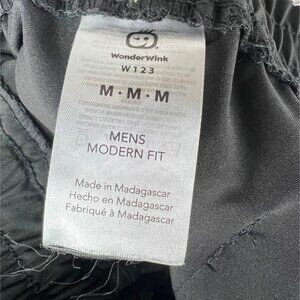 WonderWink
W123
M • M • M
MENS
MODERN FIT
Made in Madagascar
Hecho en Madagascar
Fabriqué à Madagascar